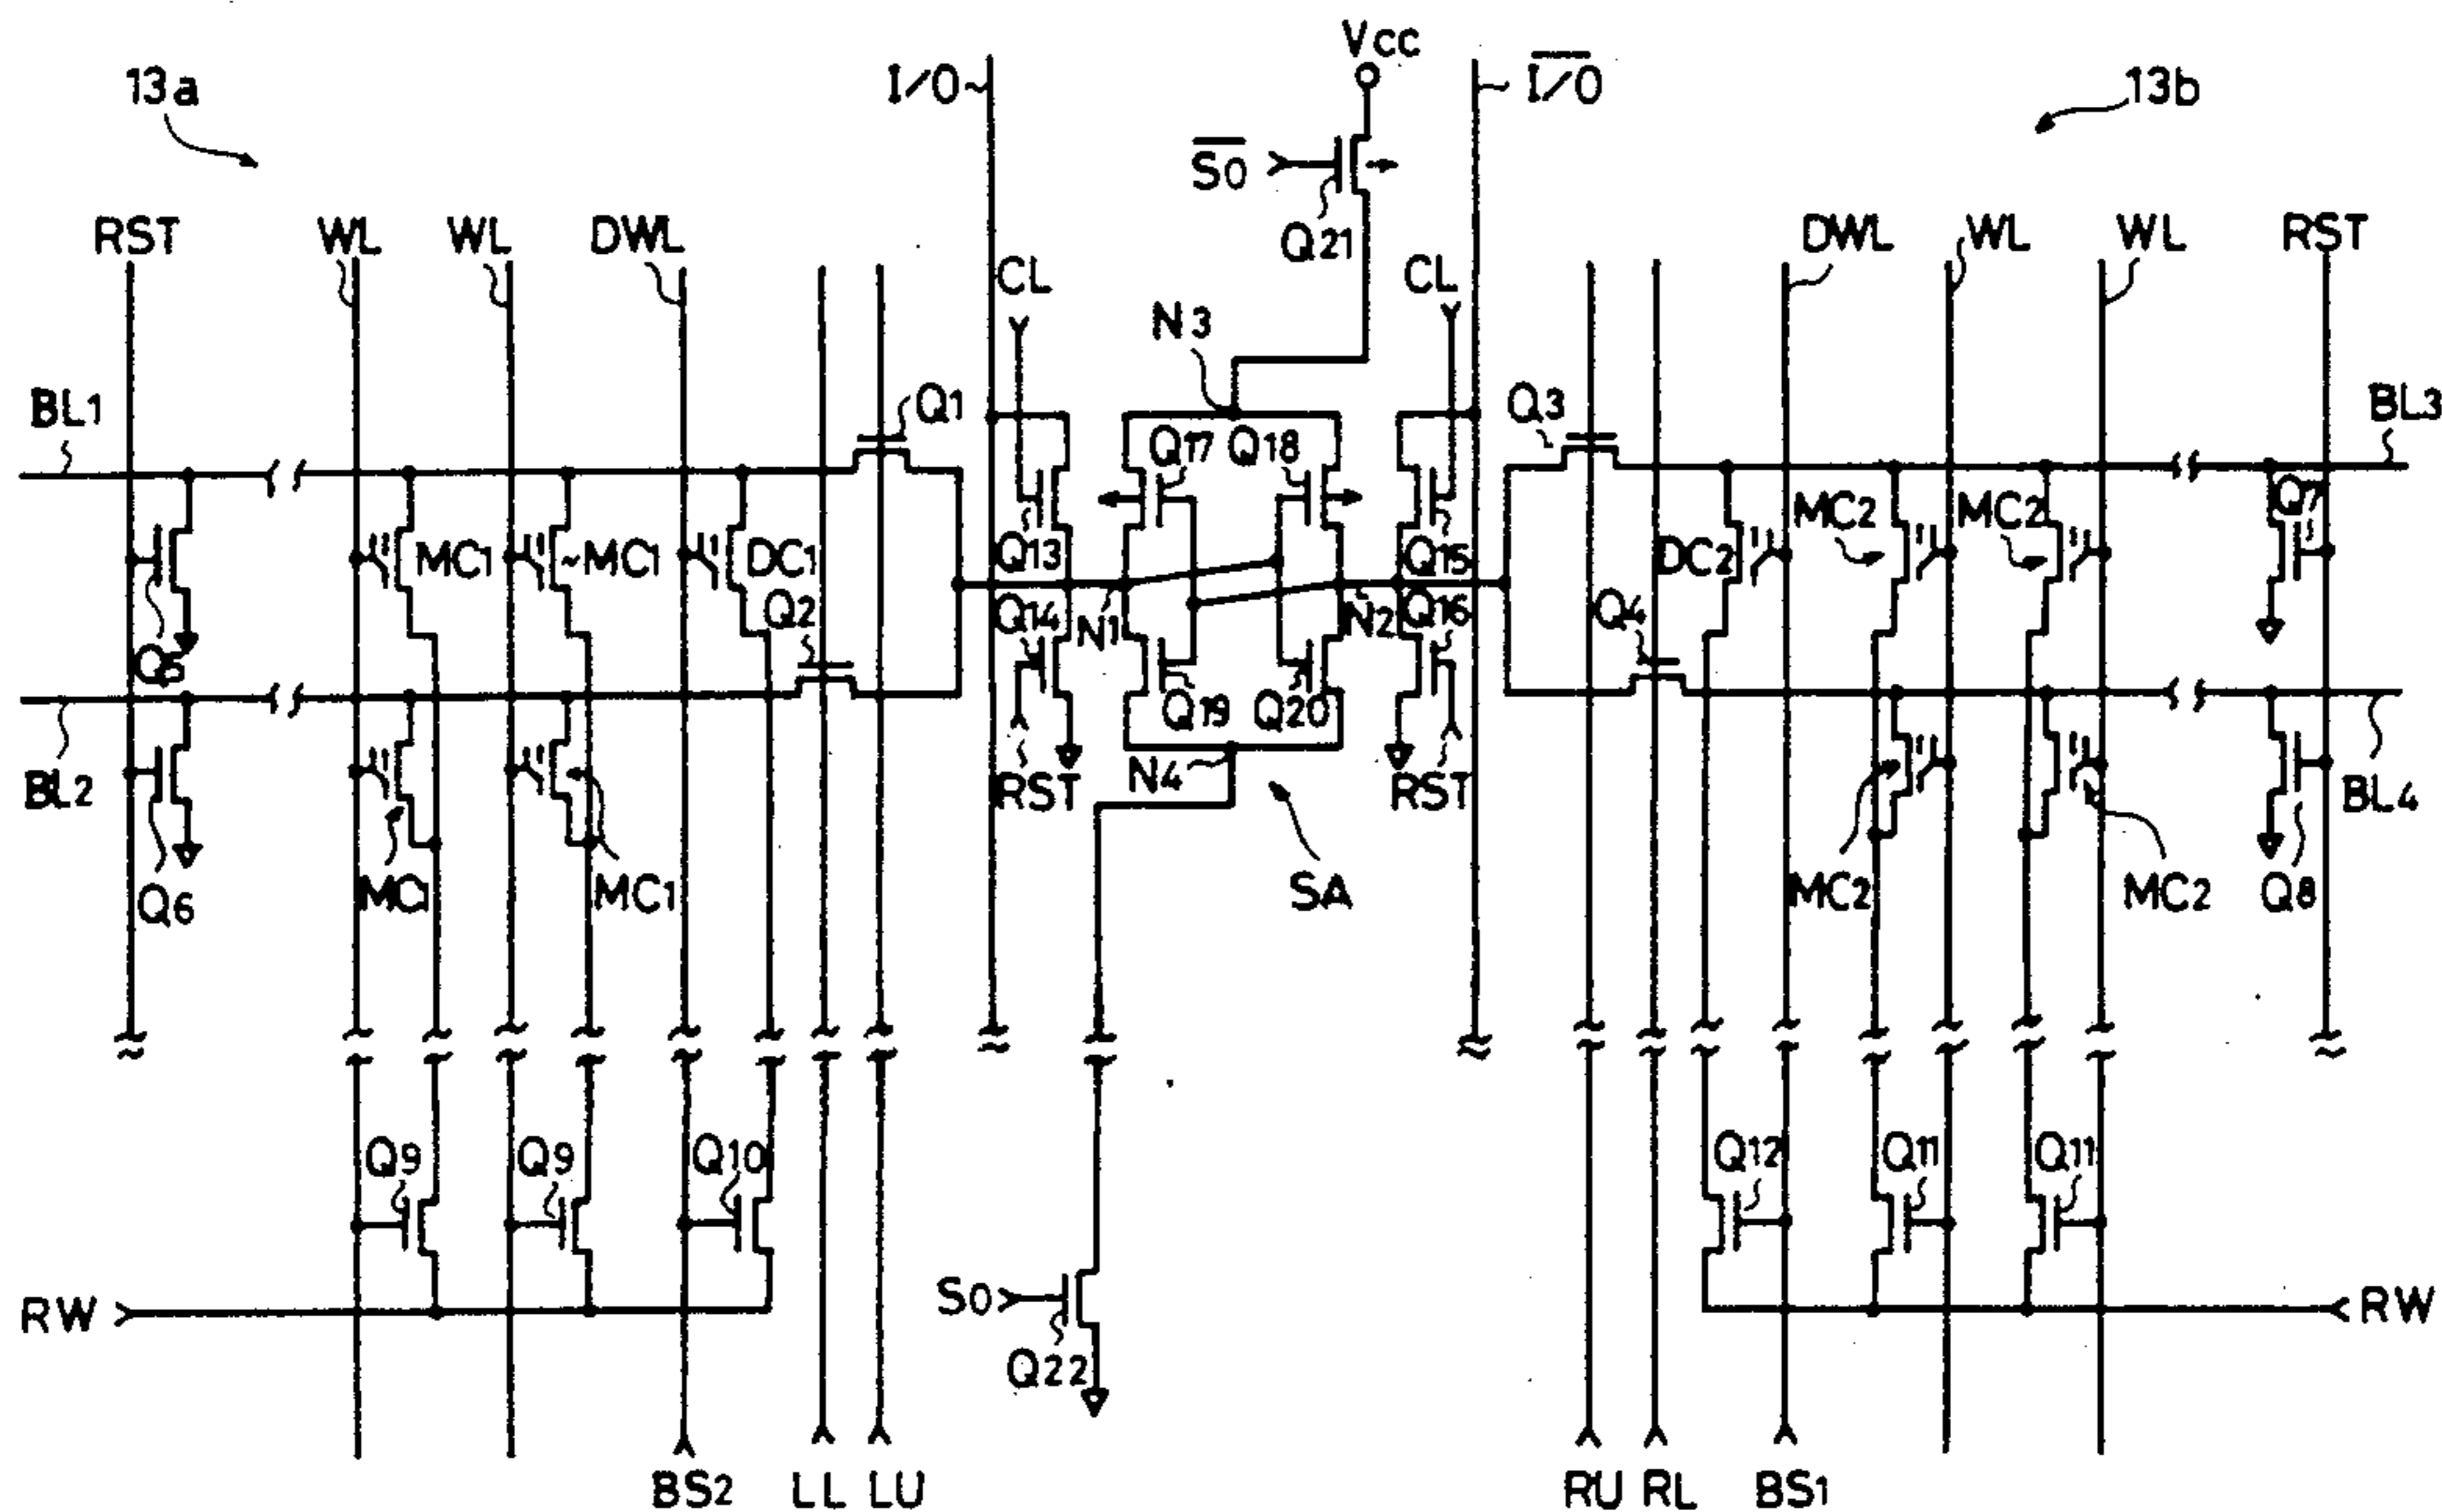 Vcc
13a
I/O
I/O
13b
S0
RST
WL
WL
DWL
Q21
DWL
WL
WL
RST
CL
CL
N3
BL1
Q1
Q3
BL3
Q17
Q18
MC2
MC2
Q7
MC1
~MC1
DC1
Q13
Q15
DC2
Q2
Q14
N1
N2
Q16
Q4
Q5
Q19
Q20
BL2
RST
N4
RST
BL4
MC1
MC1
SA
MC2
MC2
Q8
Q6
Q9
Q9
Q10
Q12
Q11
Q11
RW
S0
RW
Q22
BS2
LL
LU
RU
RL
BS1